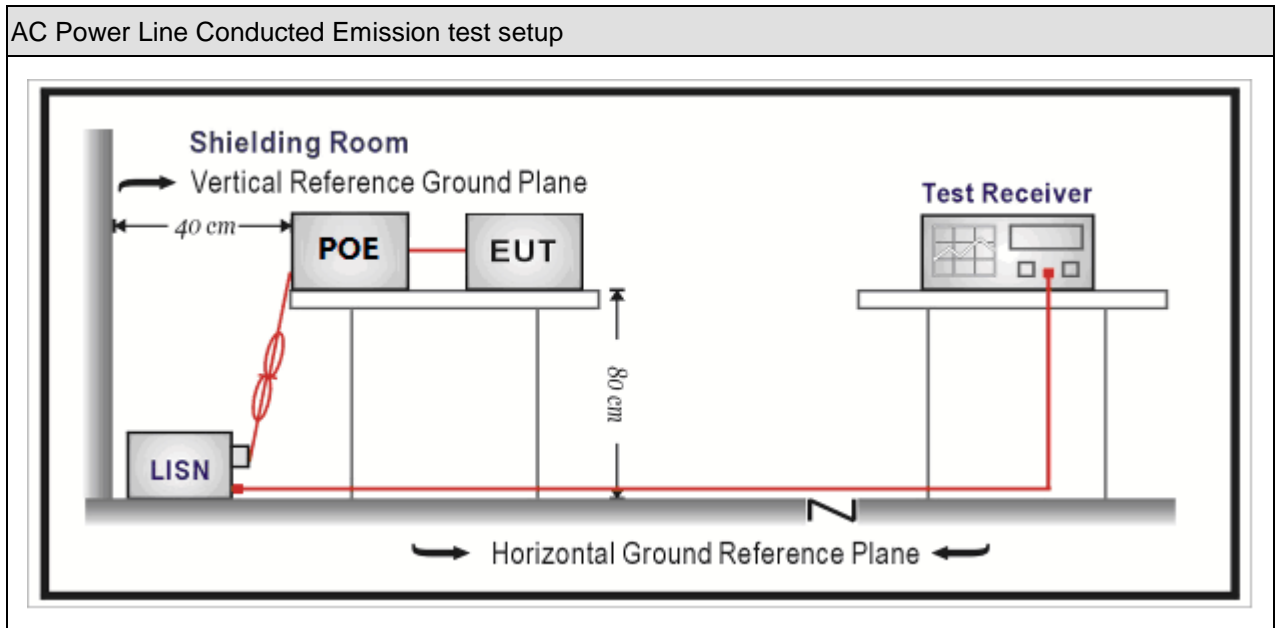 AC Power Line Conducted Emission test setup
Shielding Room
Vertical Reference Ground Plane
40 cm
POE
EUT
Test Receiver
80 cm
LISN
Horizontal Ground Reference Plane